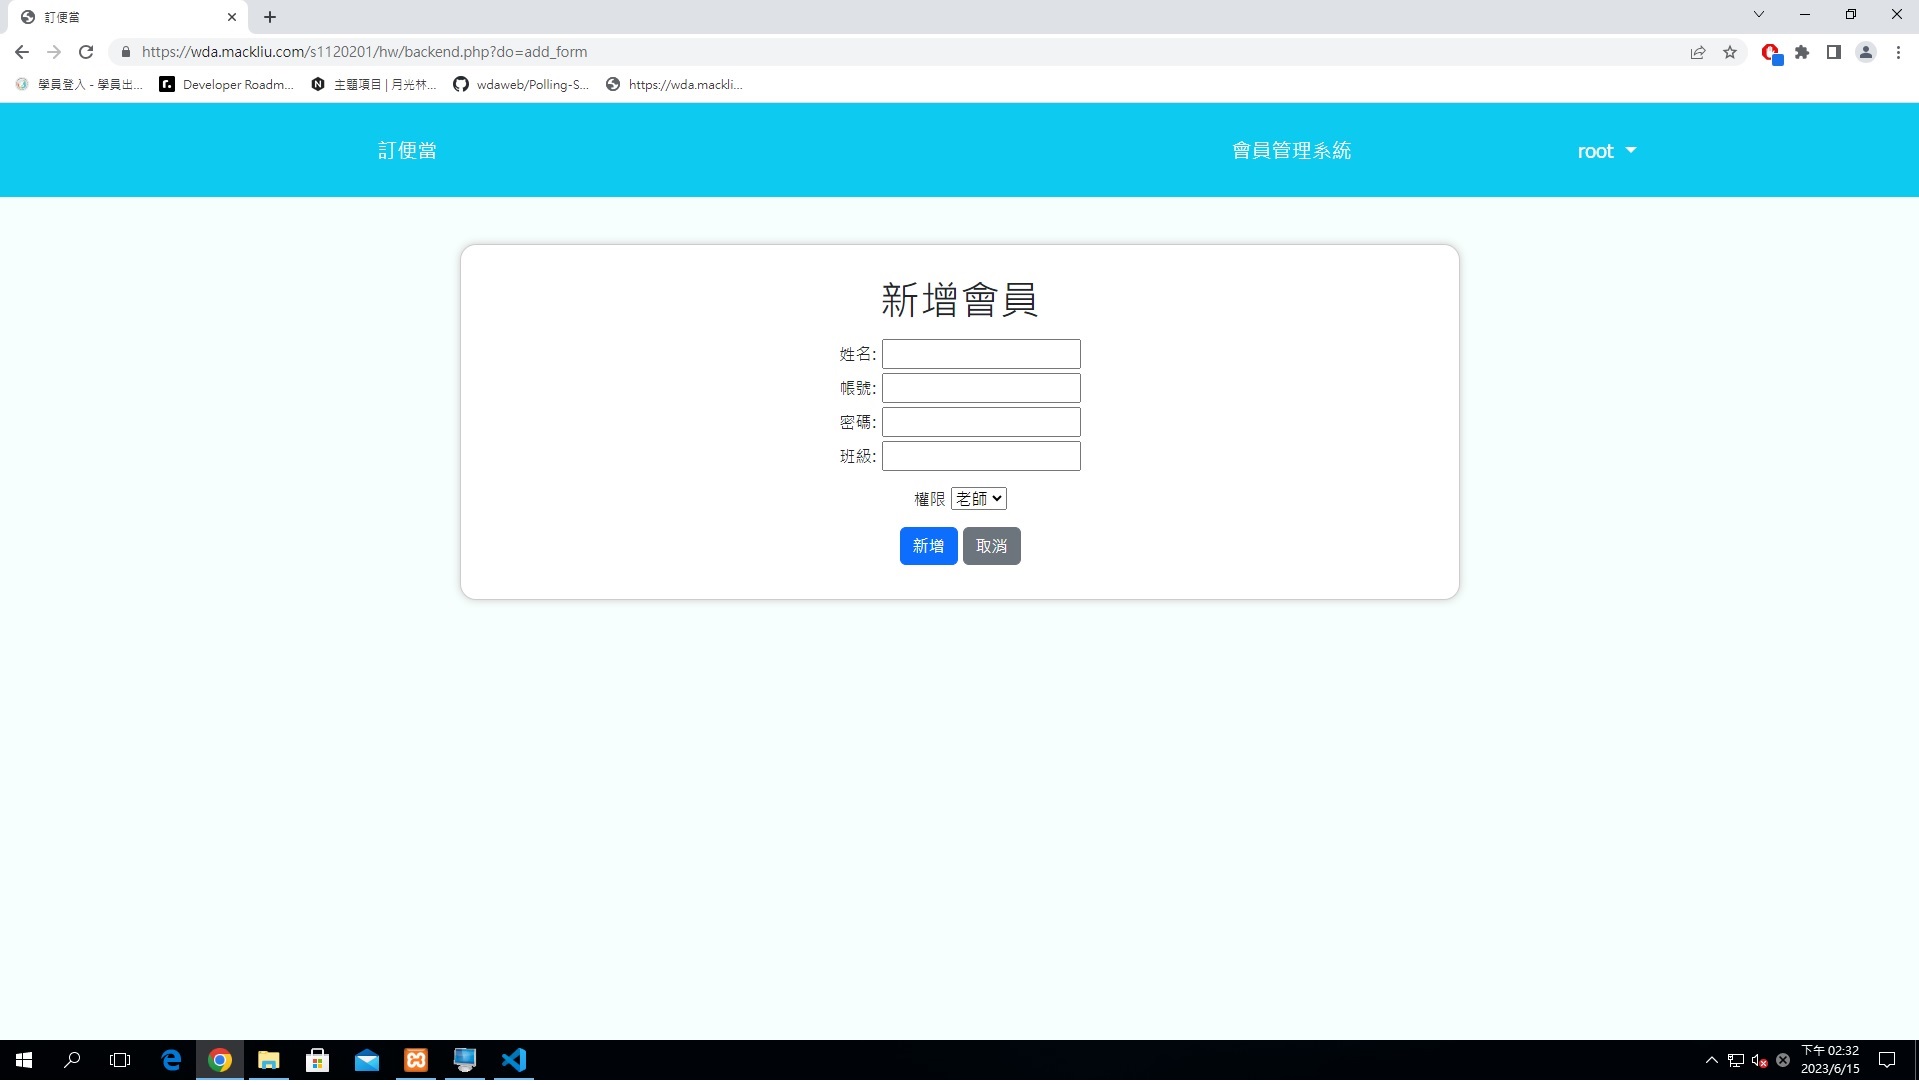 訂便當
https://wda.mackliu.com/s1120201/hw/backend.php?do=add_form
學員登入 - 學員出...
Developer Roadm...
主題項目 | 月光林...
wdaweb/Polling-S...
https://wda.mackli...
訂便當
會員管理系統
root
新增會員
姓名:
帳號:
密碼:
班級:
權限 老師
新增 取消
下午 02:32
2023/6/15